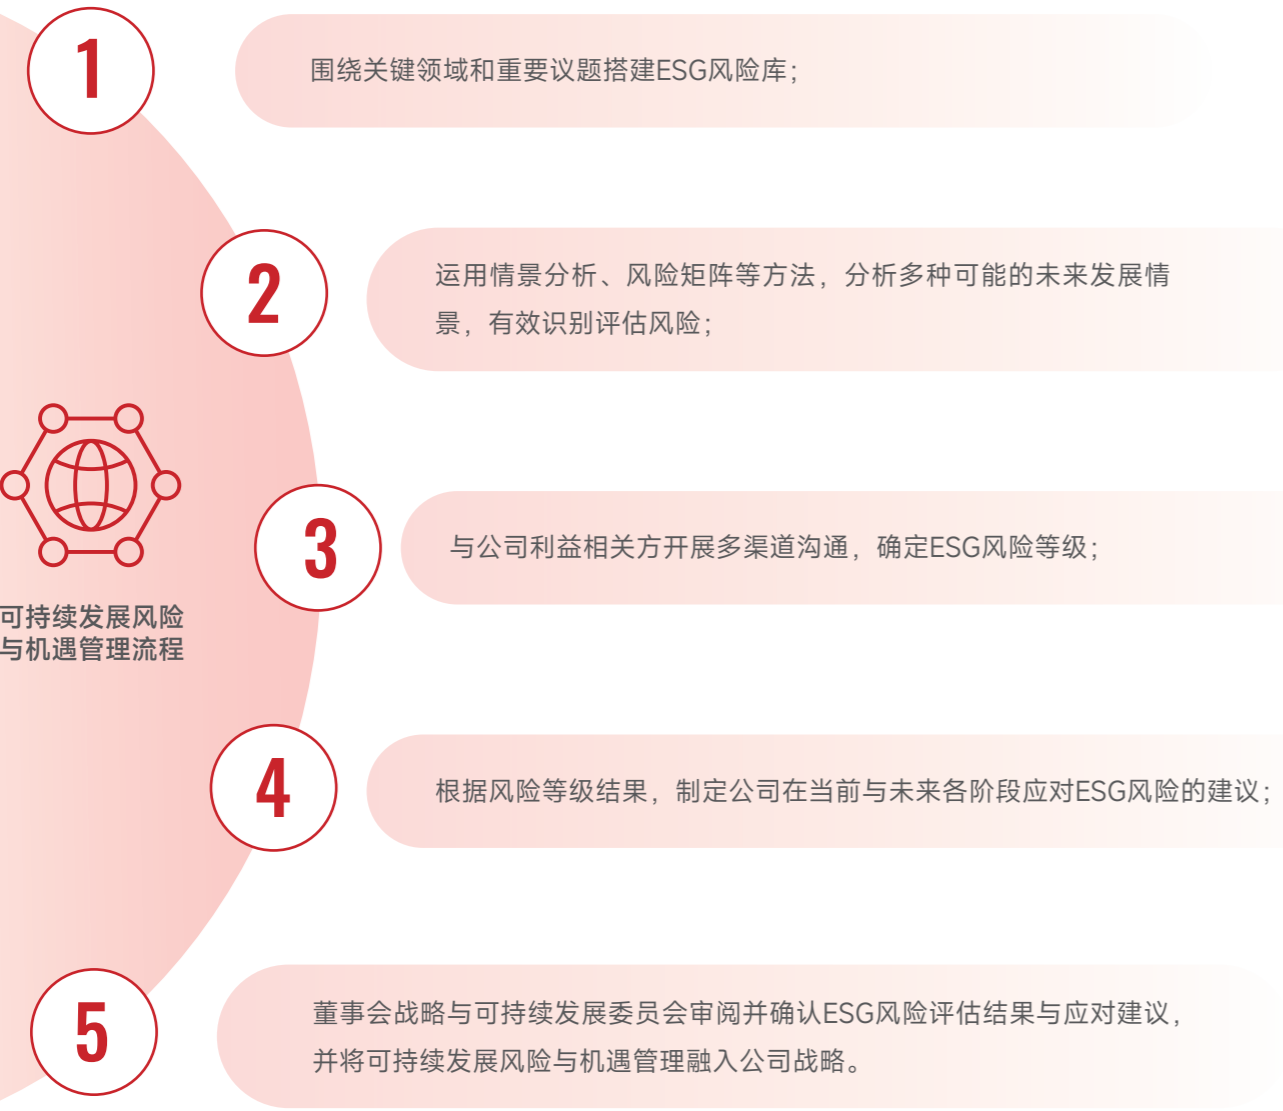 1
围绕关键领域和重要议题搭建ESG风险库；
2
运用情景分析、风险矩阵等方法，分析多种可能的未来发展情
景，有效识别评估风险；
3
与公司利益相关方开展多渠道沟通，确定ESG风险等级；
可持续发展风险
与机遇管理流程
4
根据风险等级结果，制定公司在当前与未来各阶段应对ESG风险的建议；
5
董事会战略与可持续发展委员会审阅并确认ESG风险评估结果与应对建议，
并将可持续发展风险与机遇管理融入公司战略。